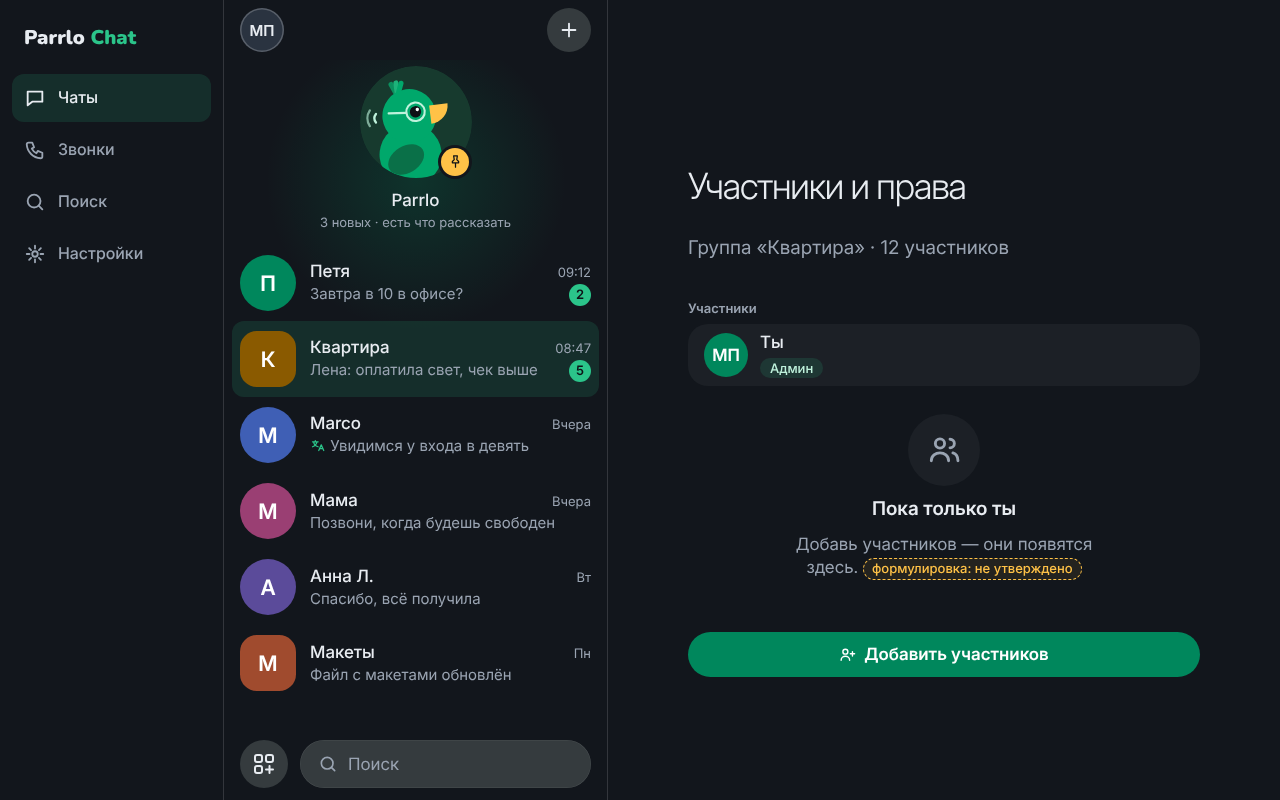 Parrlo Chat
Чаты
Звонки
Поиск
Настройки
МП
Parrlo
3 новых · есть что рассказать
П
Петя
09:12
Завтра в 10 в офисе?
2
К
Квартира
08:47
Лена: оплатила свет, чек выше
5
M
Marco
Вчера
Увидимся у входа в девять
М
Мама
Вчера
Позвони, когда будешь свободен
А
Анна Л.
Вт
Спасибо, всё получила
М
Макеты
Пн
Файл с макетами обновлён
Поиск
Участники и права
Группа «Квартира» · 12 участников
Участники
МП
Ты
Админ
Пока только ты
Добавь участников — они появятся
здесь. формулировка: не утверждено
Добавить участников